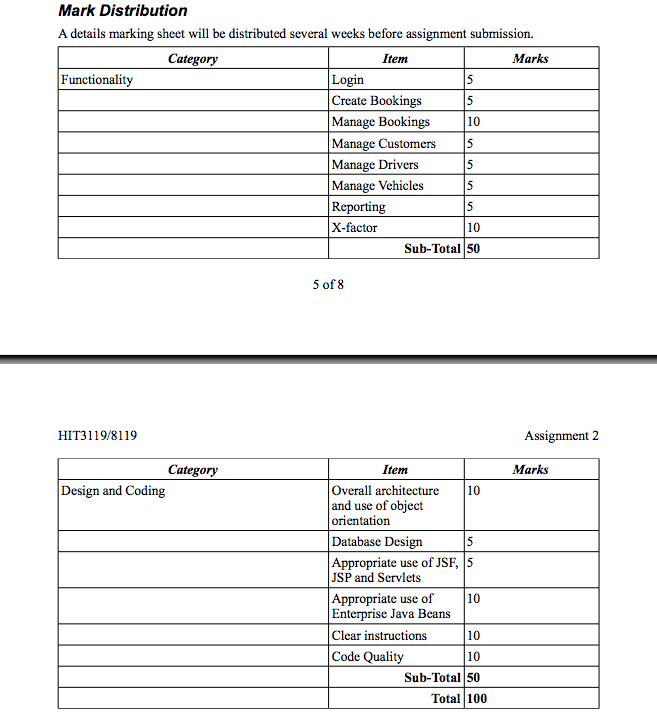 Mark Distribution
A details marking sheet will be distributed several weeks before assignment submission.
Category Item Marks
Functionality Login 5
Create Bookings 5
Manage Bookings 10
Manage Customers 5
Manage Drivers 5
Manage Vehicles 5
Reporting 5
X-factor 10
Sub-Total 50
5 of 8
HIT3119/8119 Assignment 2
Category Item Marks
Design and Coding Overall architecture 10
and use of object
orientation
Database Design 5
Appropriate use of JSF, 5
JSP and Servlets
Appropriate use of 10
Enterprise Java Beans
Clear instructions 10
Code Quality 10
Sub-Total 50
Total 100